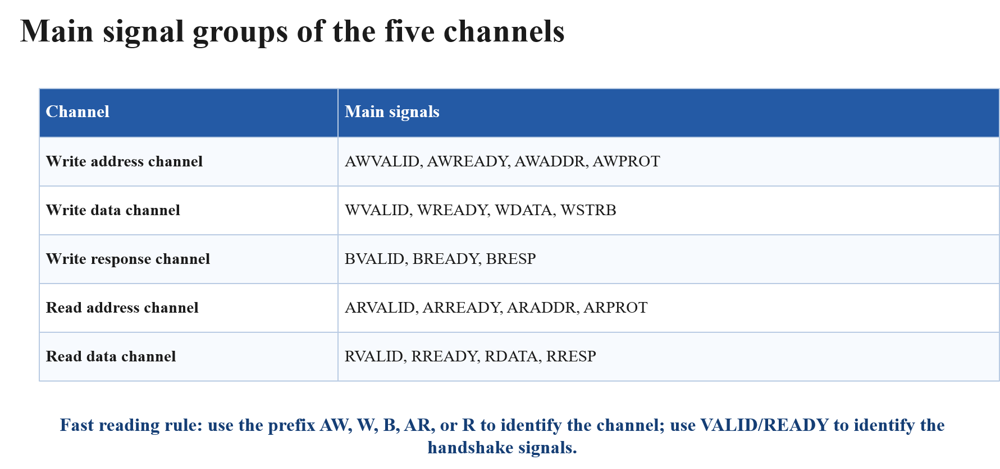 Main signal groups of the five channels
Channel Main signals
Write address channel AWVALID, AWREADY, AWADDR, AWPROT
Write data channel WVALID, WREADY, WDATA, WSTRB
Write response channel BVALID, BREADY, BRESP
Read address channel ARVALID, ARREADY, ARADDR, ARPROT
Read data channel RVALID, RREADY, RDATA, RRESP
Fast reading rule: use the prefix AW, W, B, AR, or R to identify the channel; use VALID/READY to identify the
handshake signals.